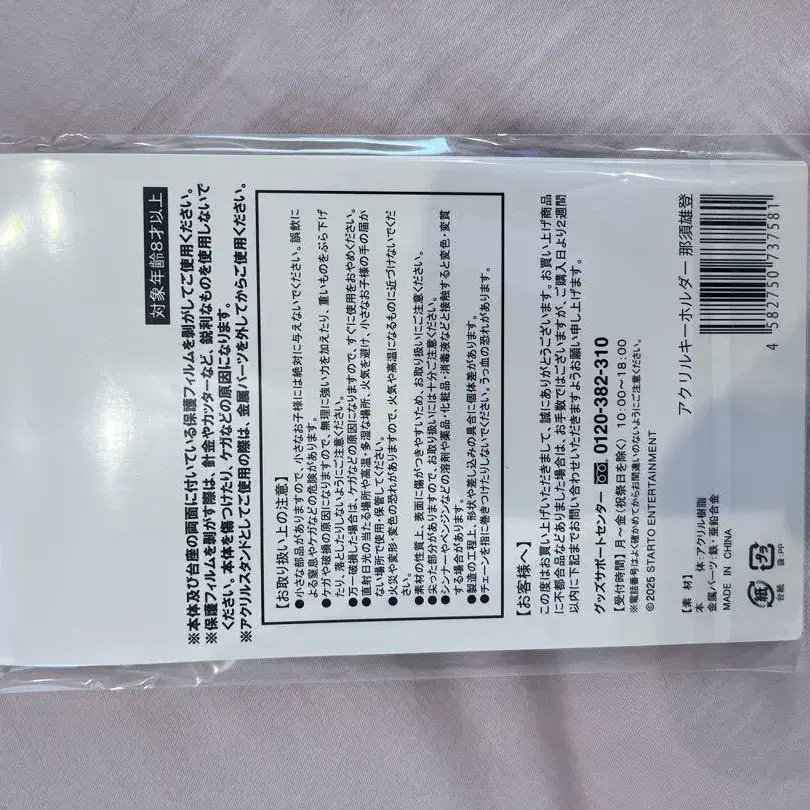 対象年齢8才以上
※本体及び台座の両面に付いている保護フィルムを剥がしてご使用ください。
※保護フィルムを剥がす際は、針金やカッターなど、鋭利なものを使用しないで
ください。本体を傷つけたり、ケガなどの原因になります。
※アクリルスタンドとしてご使用の際は、金属パーツを外してからご使用ください。
【お取り扱い上の注意】
●小さな部品がありますので、小さなお子様には絶対に与えないでください。誤飲に
よる窒息やケガなどの危険があります。
●ケガや破損の原因になりますので、無理に強い力を加えたり、重いものをぶら下げ
たり、落としたりしないようにご注意ください。
●万一破損した場合は、ケガなどの原因になりますので、すぐに使用をおやめください。
●直射日光の当たる場所や高温・多湿な場所、火気を避け、小さなお子様の手の届か
ない場所で使用・保管してください。
●火災や変形・変色の恐れがありますので、火気や高温になるものに近づけないでくだ
さい。
●素材の性質上、表面に傷がつきやすいため、お取り扱いにご注意ください。
●尖った部分がありますので、お取り扱いには十分ご注意ください。
●シンナーやベンジンなどの溶剤や薬品・化粧品・消毒液などと接触すると変色・変質
する場合があります。
●製造の工程上、形状や差し込みの具合に個体差があります。
●チェーンを指に巻きつけたりしないでください。うっ血の恐れがあります。
【お客様へ】
この度はお買い上げいただきまして、誠にありがとうございます。お買い上げ商品
に不都合品などありました場合は、お手数ではございますが、ご購入日より2週間
以内に下記までお問い合わせいただきますようお願い申し上げます。
グッズサポートセンター 0120-382-310
【受付時間】月～金(祝祭日を除く) 10:00～18:00
※電話番号はよく確かめてからお間違いのないようにおかけください。
©2025 STARTO ENTERTAINMENT
アクリルキーホルダー 那須雄登
4 582750 737581
【素 材】
本 体:アクリル樹脂
金属パーツ:鉄・亜鉛合金
MADE IN CHINA
紙
プラ
台紙
袋:PP